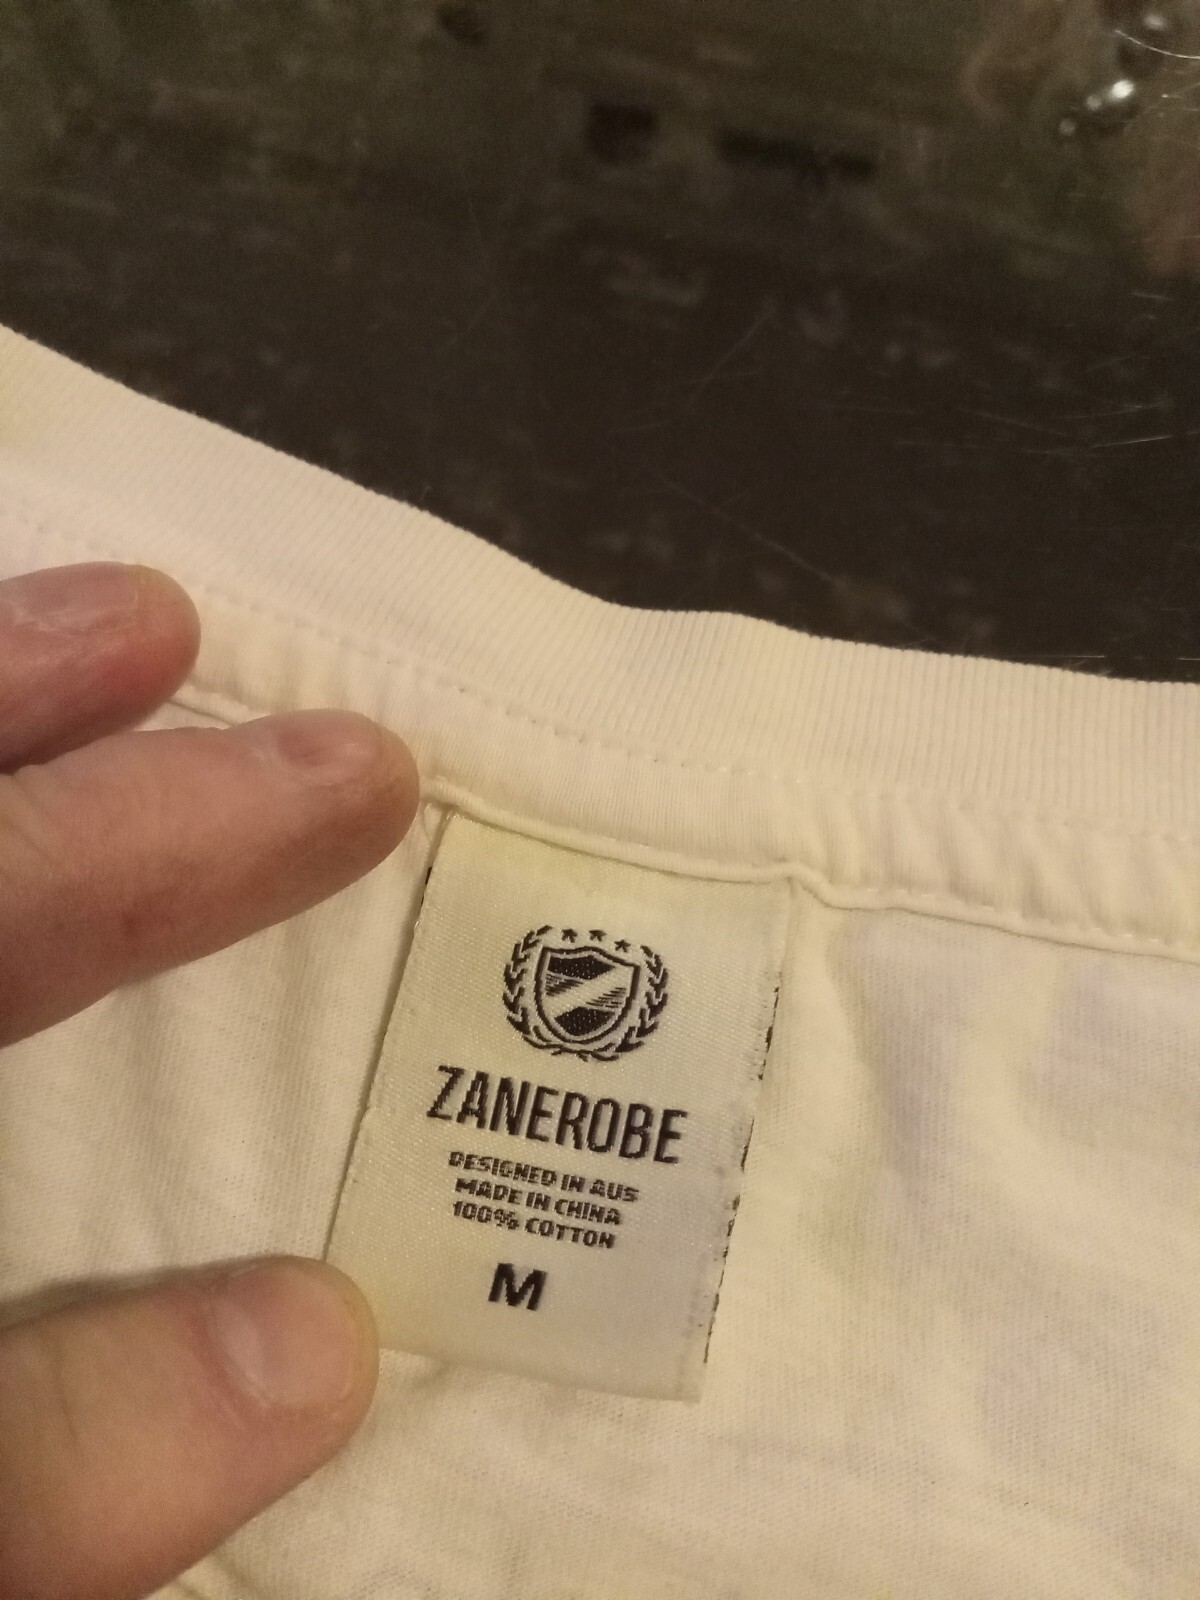 ZANEROBE
DESIGNED IN AUS
MADE IN CHINA
100% COTTON
M